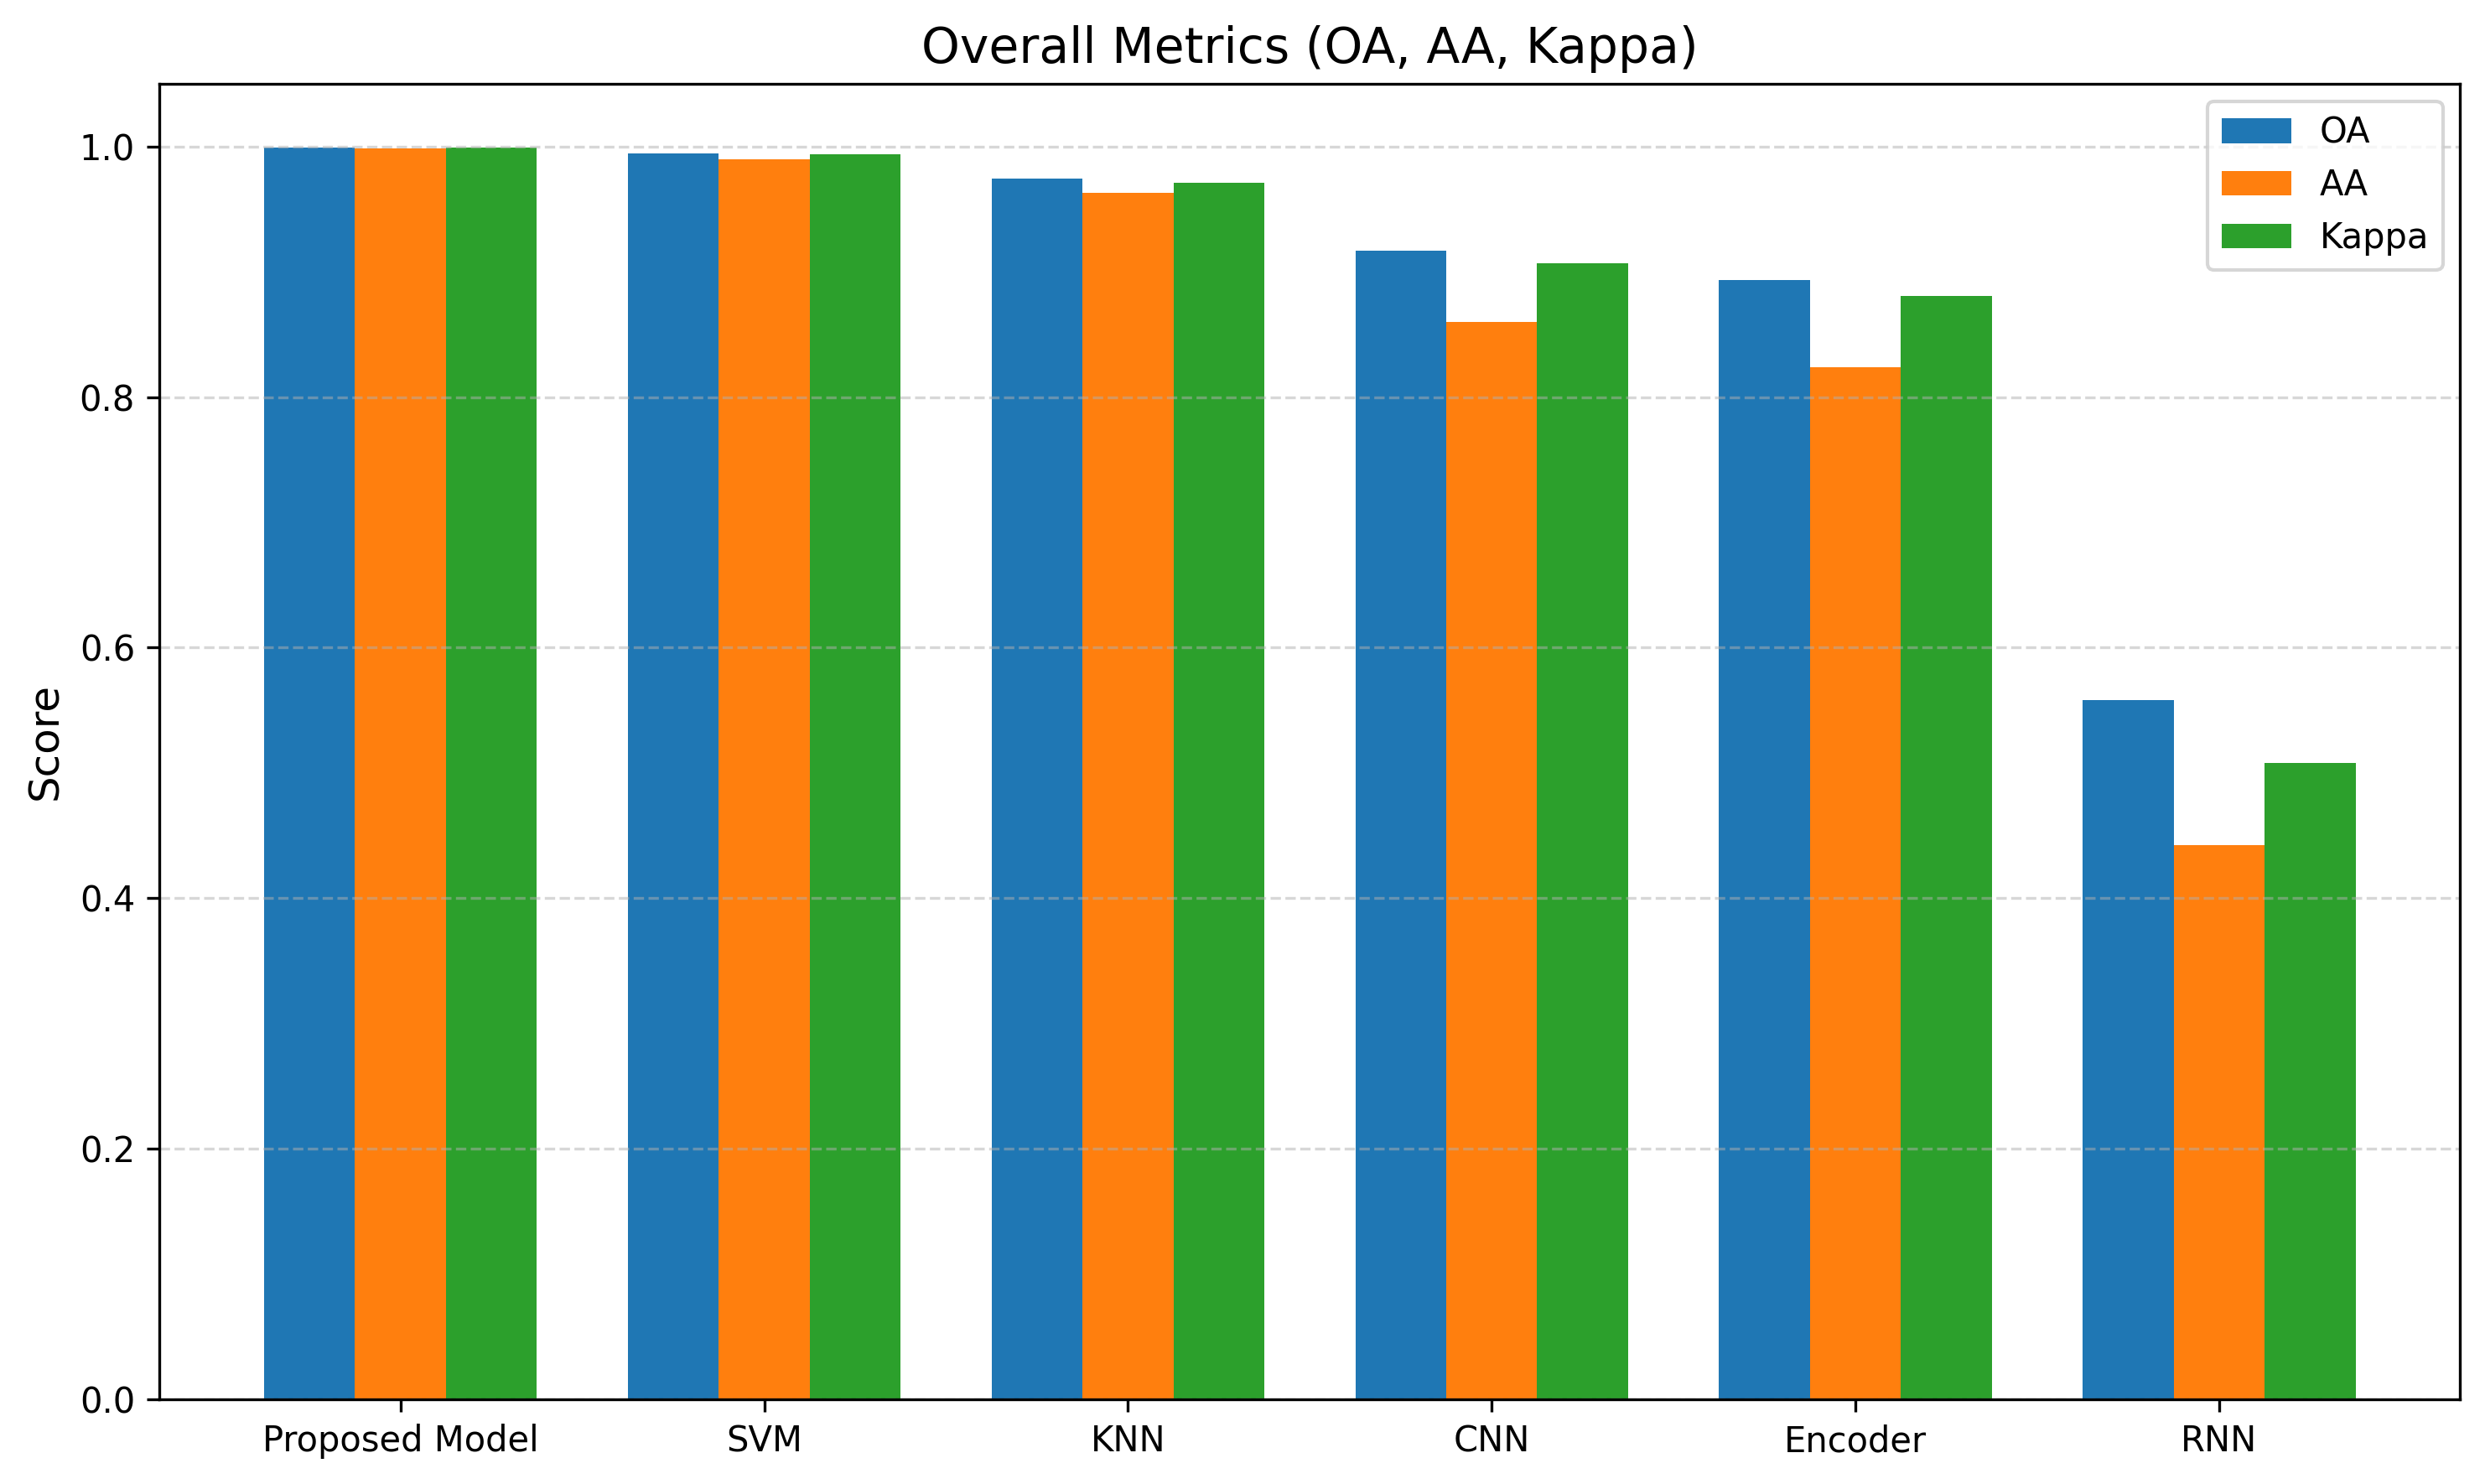 Overall Metrics (OA, AA, Kappa)
OA
AA
Kappa
Score
1.0
0.8
0.6
0.4
0.2
0.0
Proposed Model SVM KNN CNN Encoder RNN